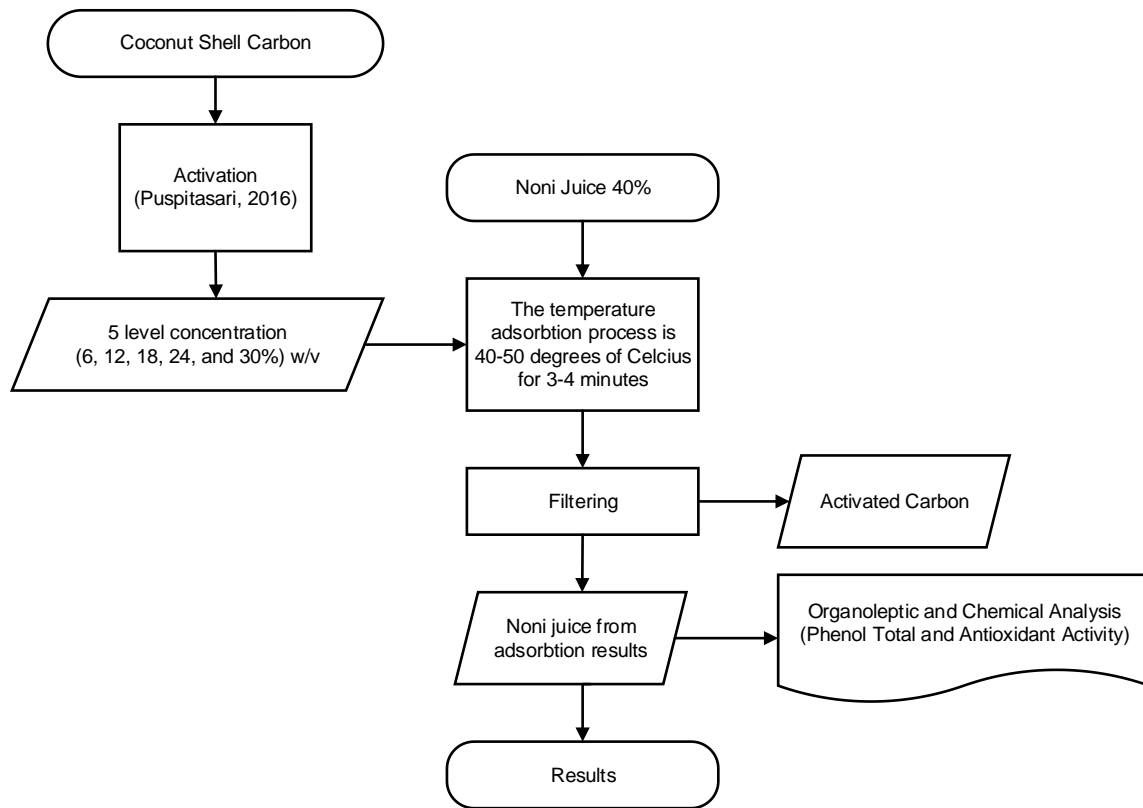 Coconut Shell Carbon
Activation
(Puspitasari, 2016)
Noni Juice 40%
5 level concentration
(6, 12, 18, 24, and 30%) w/v
The temperature
adsorbtion process is
40-50 degrees of Celcius
for 3-4 minutes
Filtering
Activated Carbon
Noni juice from
adsorbtion results
Organoleptic and Chemical Analysis
(Phenol Total and Antioxidant Activity)
Results